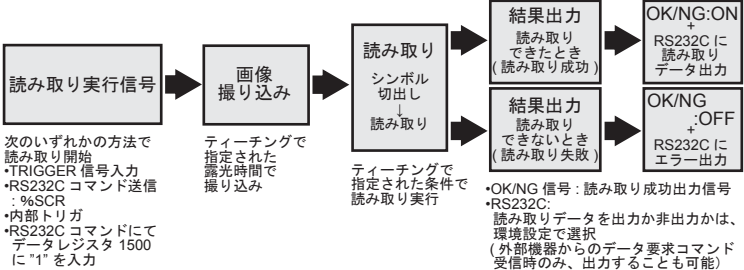 読み取り実行信号
次のいずれかの方法で
読み取り開始
•TRIGGER 信号入力
•RS232C コマンド送信
: %SCR
•内部トリガ
•RS232C コマンドにて
データレジスタ 1500
に "1" を入力
画像
撮り込み
ティーチングで
指定された
露光時間で
撮り込み
読み取り
シンボル
切出し
↓
読み取り
ティーチングで
指定された条件で
読み取り実行
結果出力
読み取り
できたとき
( 読み取り成功 )
OK/NG:ON
+
RS232C に
読み取り
データ出力
結果出力
読み取り
できないとき
( 読み取り失敗 )
OK/NG
:OFF
+
RS232C に
エラー出力
•OK/NG 信号 : 読み取り成功出力信号
•RS232C:
読み取りデータを出力か非出力かは、
環境設定で選択
( 外部機器からのデータ要求コマンド
受信時のみ、出力することも可能）